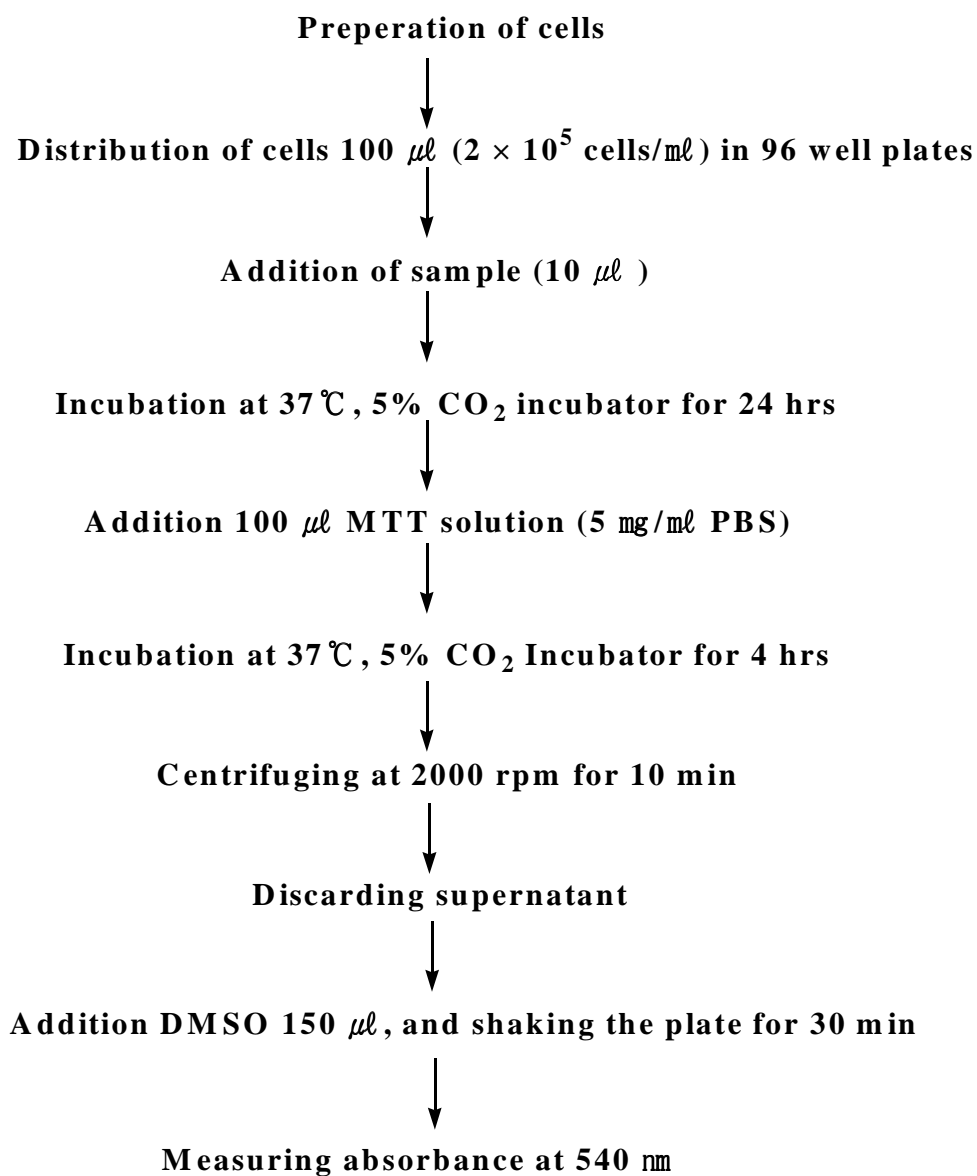 Preperation of cells
Distribution of cells 100 ㎕ (2 × 10⁵ cells/㎖) in 96 well plates
Addition of sample (10 ㎕ )
Incubation at 37℃, 5% CO₂ incubator for 24 hrs
Addition 100 ㎕ MTT solution (5 ㎎/㎖ PBS)
Incubation at 37℃, 5% CO₂ Incubator for 4 hrs
Centrifuging at 2000 rpm for 10 min
Discarding supernatant
Addition DMSO 150 ㎕, and shaking the plate for 30 min
Measuring absorbance at 540 ㎚